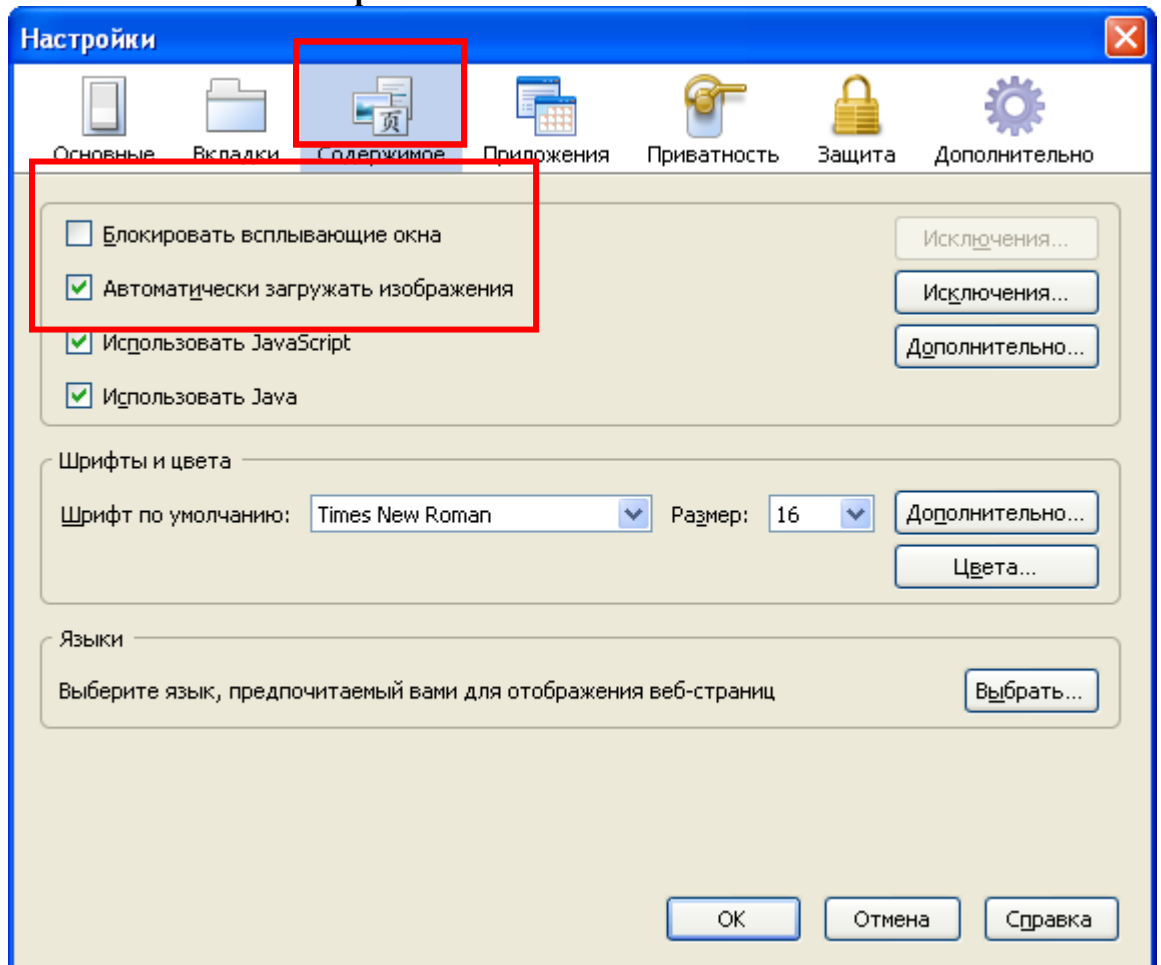 Настройки
页
Основные Вкладки Содержимое Приложения Приватность Защита Дополнительно
Блокировать всплывающие окна Исключения...
Автоматически загружать изображения Исключения...
Использовать JavaScript Дополнительно...
Использовать Java
Шрифты и цвета
Шрифт по умолчанию: Times New Roman Размер: 16 Дополнительно...
Цвета...
Языки
Выберите язык, предпочитаемый вами для отображения веб-страниц Выбрать...
ОК Отмена Справка